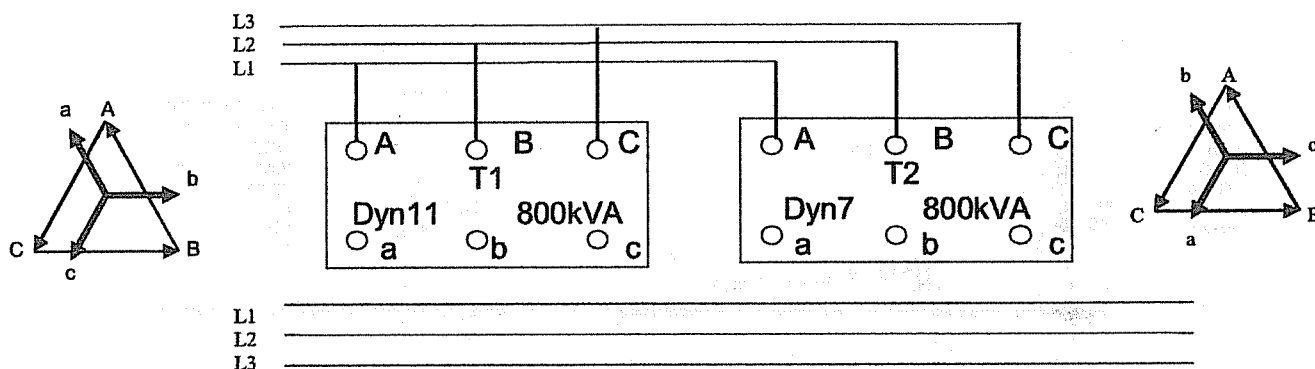 L3
L2
L1
a A
b
C B
c
A B C
T1
Dyn11 800kVA
a b c
A B C
T2
Dyn7 800kVA
a b c
b A
c
C B
a
L1
L2
L3